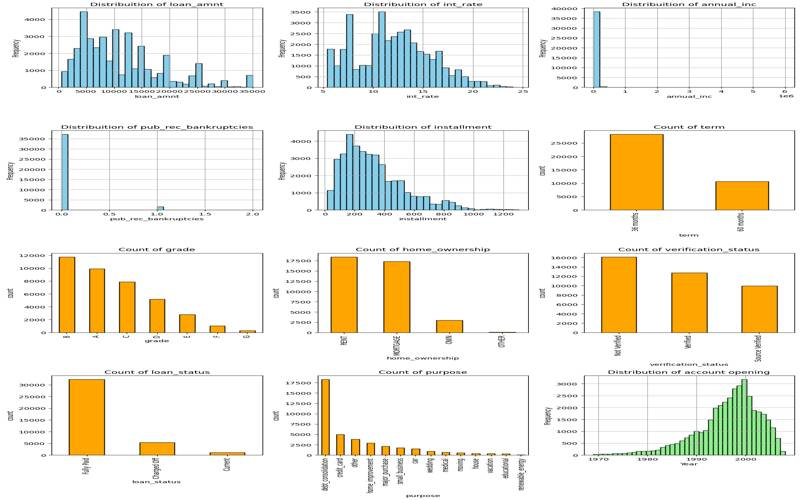 Distribuition of loan_amnt
Frequency
4000
3000
2000
1000
0
0 5000 10000 15000 20000 25000 30000 35000
loan_amnt
Distribuition of int_rate
Frequency
3500
3000
2500
2000
1500
1000
500
0
5 10 15 20 25
int_rate
Distribuition of annual_inc
Frequency
40000
35000
30000
25000
20000
15000
10000
5000
0
0 1 2 3 4 5 6
1e6
annual_inc
Distribuition of pub_rec_bankruptcies
Frequency
35000
30000
25000
20000
15000
10000
5000
0
0.0 0.5 1.0 1.5 2.0
pub_rec_bankruptcies
Distribuition of installment
Frequency
4000
3000
2000
1000
0
0 200 400 600 800 1000 1200
installment
Count of term
count
25000
20000
15000
10000
5000
0
36 months
60 months
term
Count of grade
count
12000
10000
8000
6000
4000
2000
0
B A C D E F G
grade
Count of home_ownership
count
17500
15000
12500
10000
7500
5000
2500
0
RENT
MORTGAGE
OWN
OTHER
home_ownership
Count of verification_status
count
16000
14000
12000
10000
8000
6000
4000
2000
0
Not Verified
Verified
Source Verified
verification_status
Count of loan_status
count
30000
25000
20000
15000
10000
5000
0
Fully Paid
Charged Off
Current
loan_status
Count of purpose
count
17500
15000
12500
10000
7500
5000
2500
0
debt_consolidation
credit_card
other
home_improvement
major_purchase
small_business
car
wedding
medical
moving
house
vacation
educational
renewable_energy
purpose
Distribution of account opening
Frequency
3000
2500
2000
1500
1000
500
0
1970 1980 1990 2000
Year